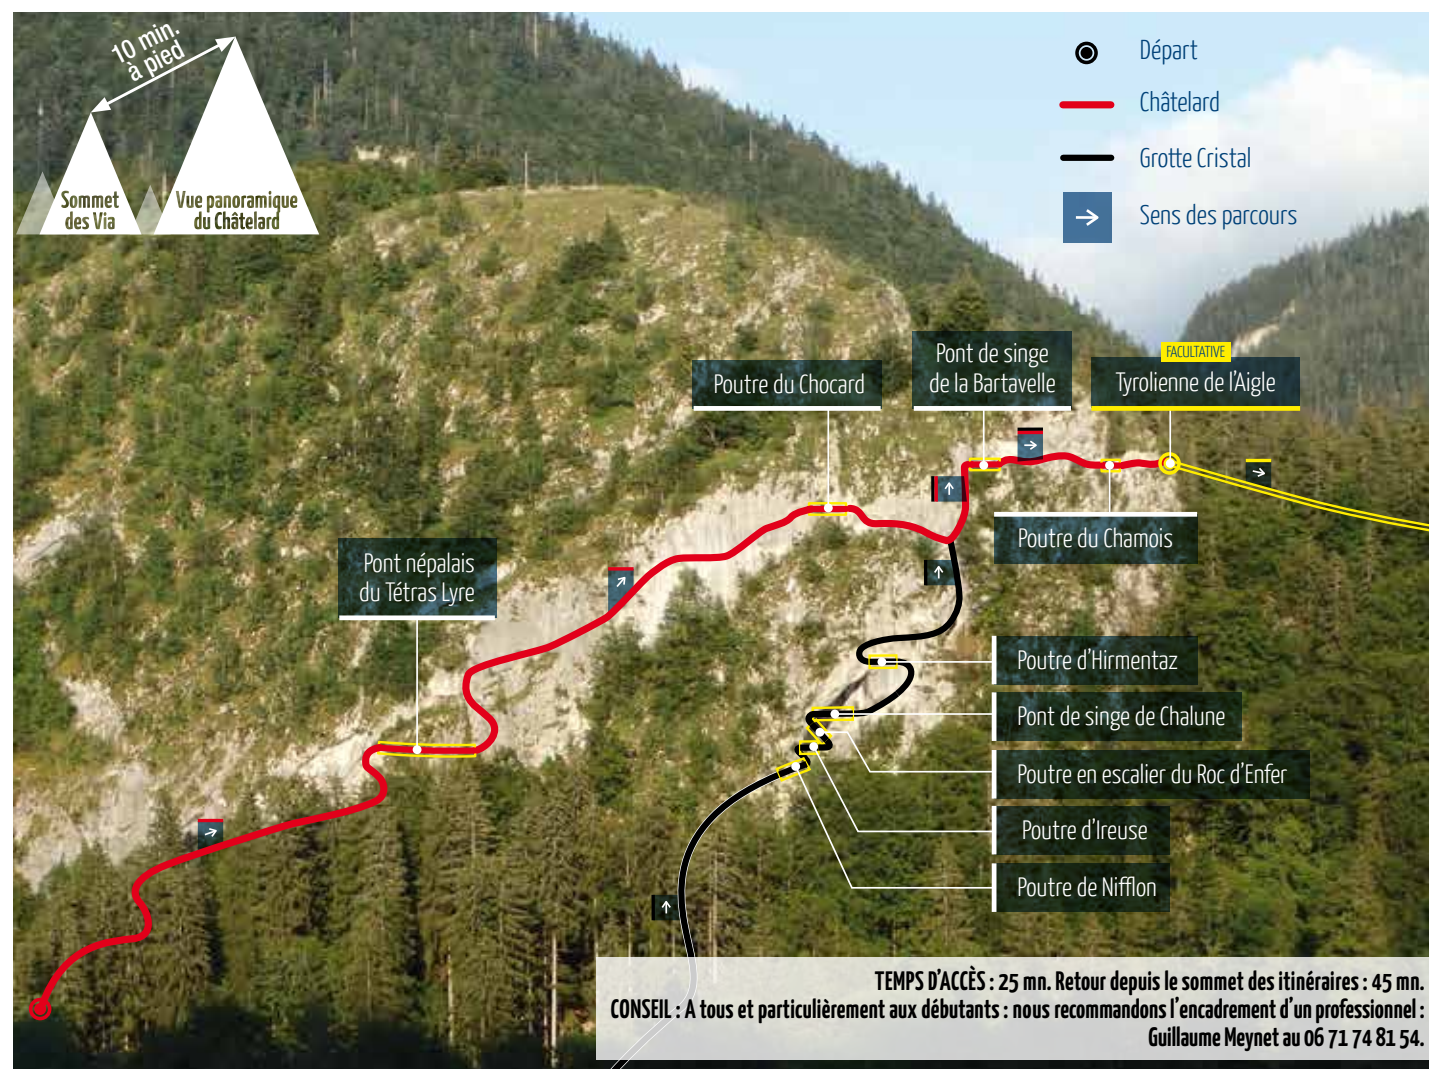 10 min.
à pied
Sommet
des Via
Vue panoramique
du Châtelard
Départ
Châtelard
Grotte Cristal
Sens des parcours
Poutre du Chocard
Pont de singe
de la Bartavelle
FACULTATIVE
Tyrolienne de l'Aigle
Pont népalais
du Tétras Lyre
Poutre du Chamois
Poutre d'Hirmentaz
Pont de singe de Chalune
Poutre en escalier du Roc d'Enfer
Poutre d'Ireuse
Poutre de Nifflon
TEMPS D'ACCÈS : 25 mn. Retour depuis le sommet des itinéraires : 45 mn.
CONSEIL : A tous et particulièrement aux débutants : nous recommandons l'encadrement d'un professionnel :
Guillaume Meynet au 06 71 74 81 54.